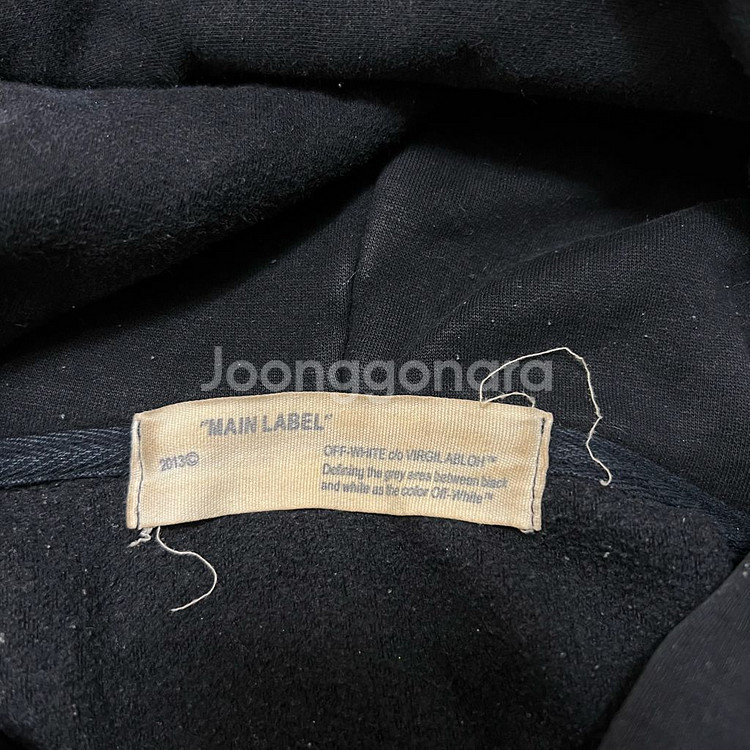 Joonggonara
"MAIN LABEL"
2013©
OFF-WHITE c/o VIRGIL ABLOH™
Defining the grey area between black
and white as the color Off-White™